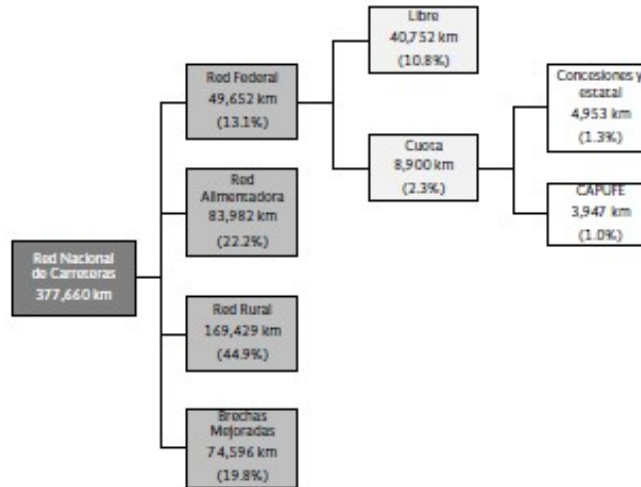 Libre
40,752 km
(10.8%)
Red Federal
49,652 km
(13.1%)
Concesiones y
estatal
4,953 km
(1.3%)
Cuota
8,900 km
(2.3%)
Red
Alimentadora
83,982 km
(22.2%)
CAPUFE
3,947 km
(1.0%)
Red Nacional
de Carreteras
377,660 km
Red Rural
169,429 km
(44.9%)
Brechas
Mejoradas
74,596 km
(19.8%)